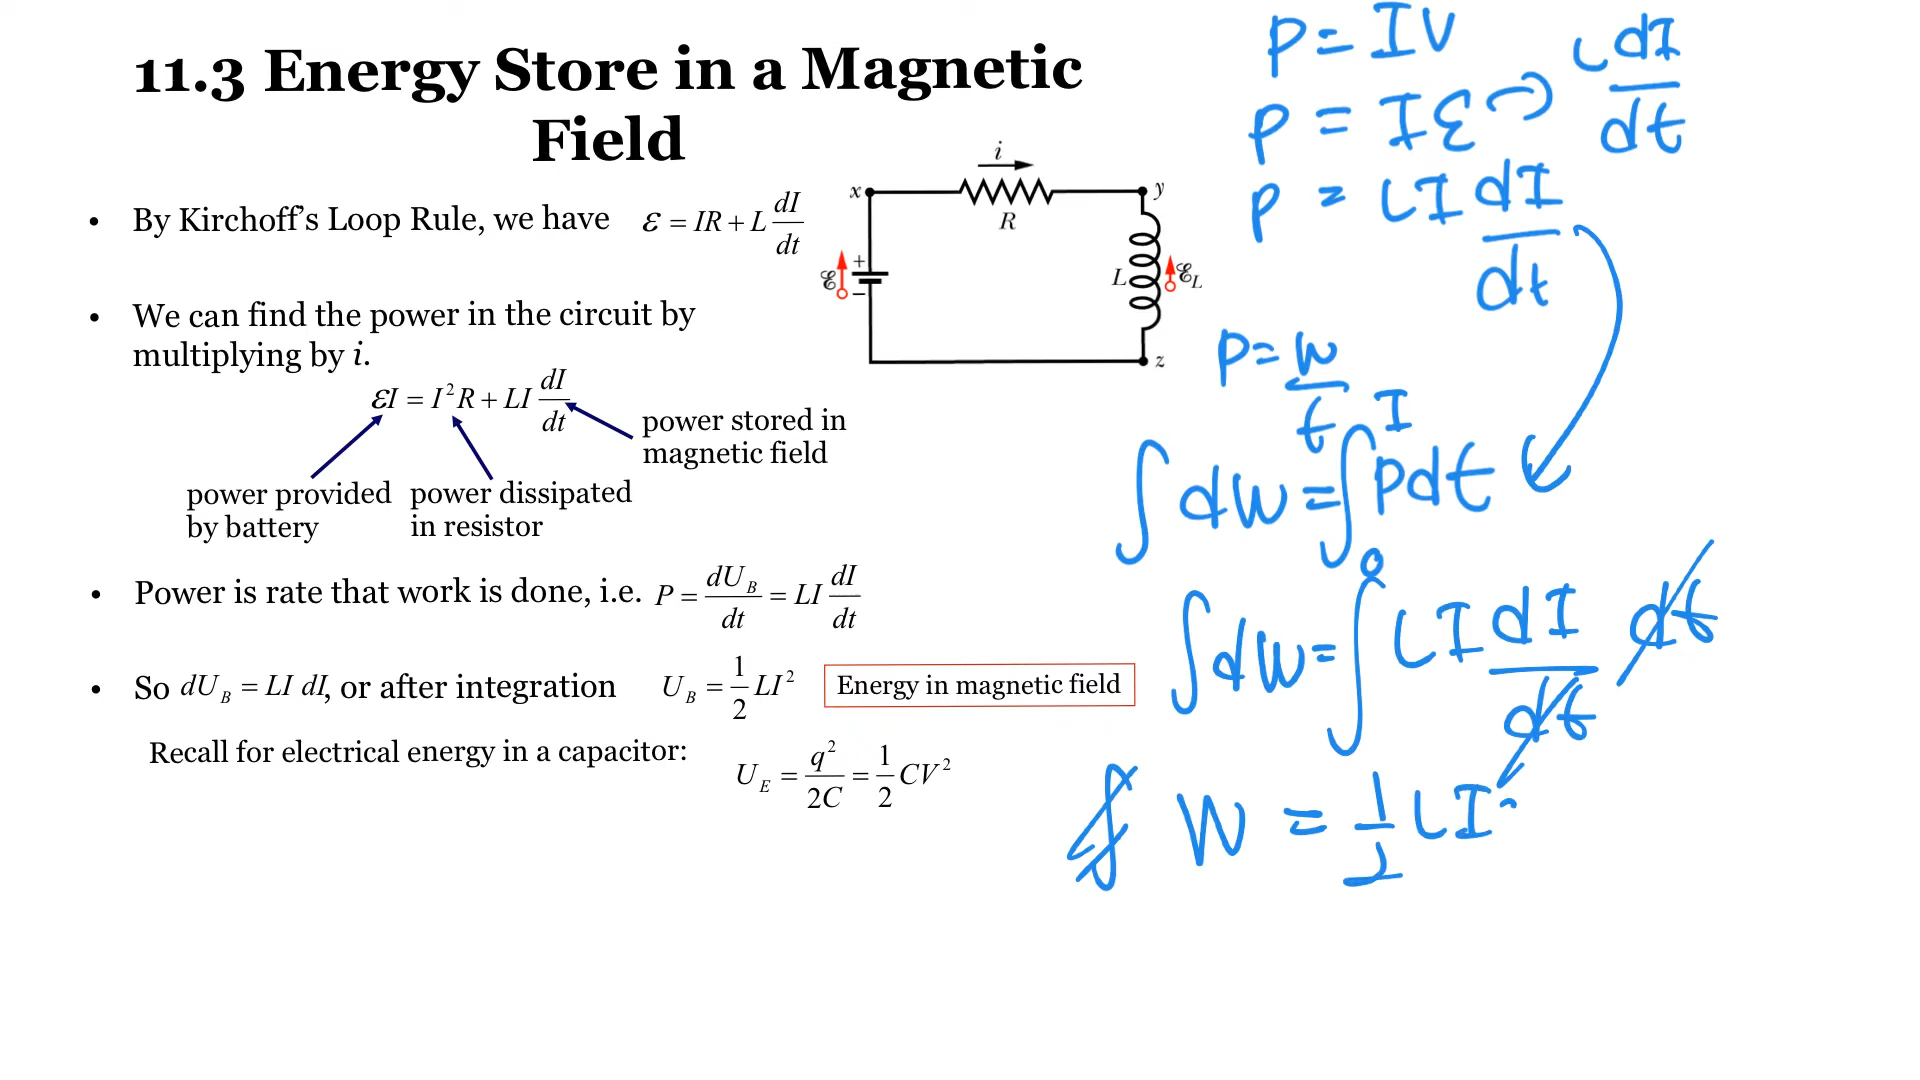 11.3 Energy Store in a Magnetic
Field
• By Kirchoff's Loop Rule, we have ε = IR + L dI/dt
• We can find the power in the circuit by
multiplying by i.
εI = I²R + LI dI/dt
power stored in
magnetic field
power provided
by battery
power dissipated
in resistor
• Power is rate that work is done, i.e. P = dU_B/dt = LI dI/dt
• So dU_B = LI dI, or after integration U_B = 1/2 LI²
Energy in magnetic field
Recall for electrical energy in a capacitor: U_E = q²/2C = 1/2 CV²
i
x
R
y
+
ℰ
−
L
ℰ_L
z
P = IV
P = Iε → L dI/dt
P = LI dI/dt
P = W/t
∫dW = ∫₀ᴵ Pdt
∫dW = ∫ LI dI/dt dt
W = 1/2 LI²